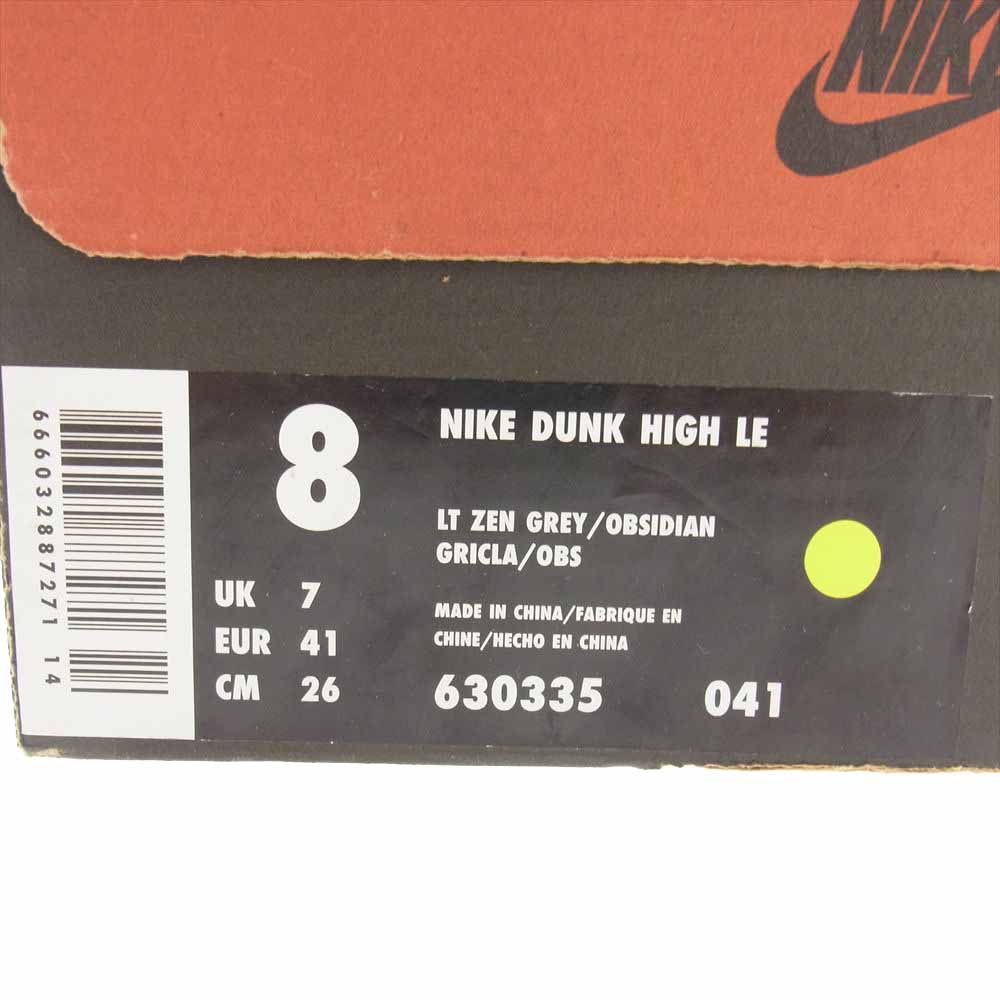 NIKE
8
NIKE DUNK HIGH LE
LT ZEN GREY/OBSIDIAN
GRICLA/OBS
UK 7
EUR 41
CM 26
MADE IN CHINA/FABRIQUE EN
CHINE/HECHO EN CHINA
630335 041
666032887271 14